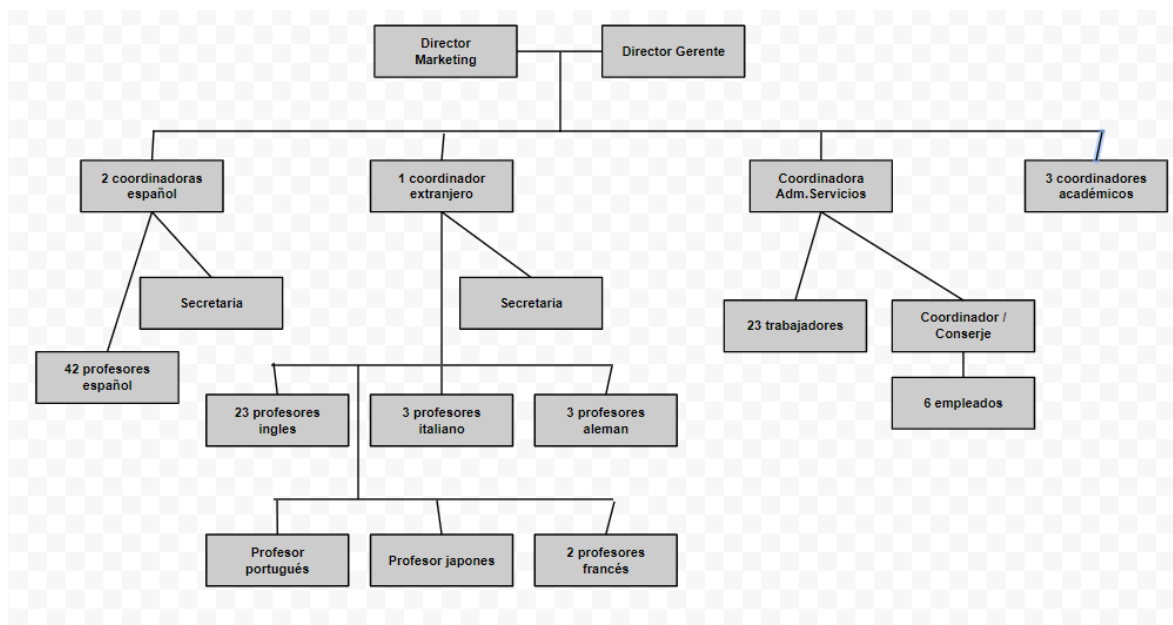 Director
Marketing
Director Gerente
2 coordinadoras
español
1 coordinador
extranjero
Coordinadora
Adm.Servicios
3 coordinadores
académicos
Secretaria
Secretaria
23 trabajadores
Coordinador /
Conserje
42 profesores
español
23 profesores
ingles
3 profesores
italiano
3 profesores
aleman
6 empleados
Profesor
portugués
Profesor japones
2 profesores
francés